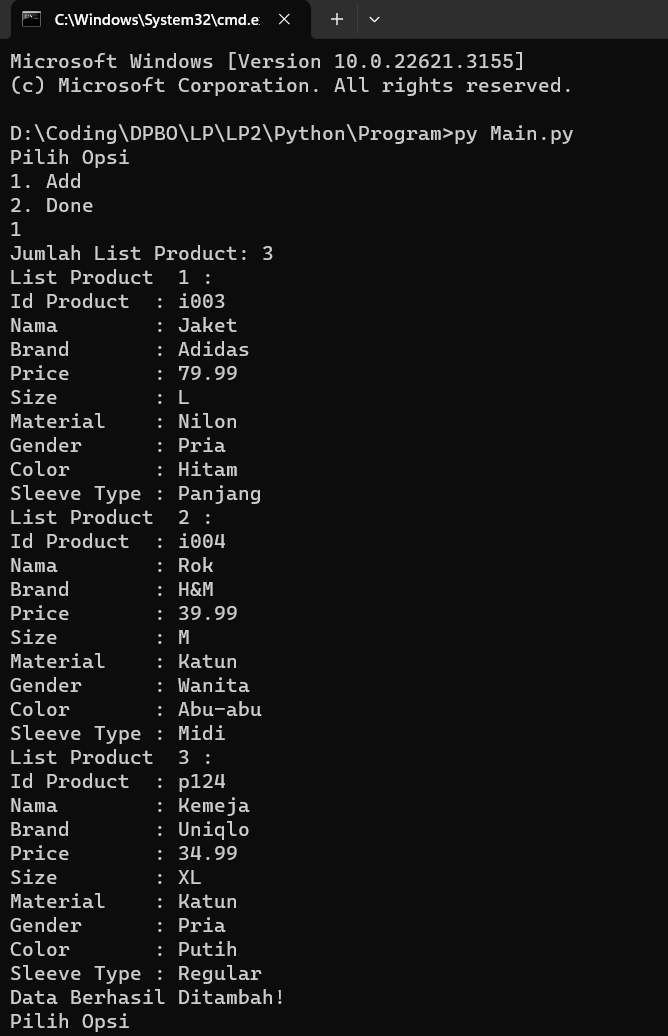 C:\Windows\System32\cmd.e
Microsoft Windows [Version 10.0.22621.3155]
(c) Microsoft Corporation. All rights reserved.
D:\Coding\DPBO\LP\LP2\Python\Program>py Main.py
Pilih Opsi
1. Add
2. Done
1
Jumlah List Product: 3
List Product  1 :
Id Product  : i003
Nama        : Jaket
Brand       : Adidas
Price       : 79.99
Size        : L
Material    : Nilon
Gender      : Pria
Color       : Hitam
Sleeve Type : Panjang
List Product  2 :
Id Product  : i004
Nama        : Rok
Brand       : H&M
Price       : 39.99
Size        : M
Material    : Katun
Gender      : Wanita
Color       : Abu-abu
Sleeve Type : Midi
List Product  3 :
Id Product  : p124
Nama        : Kemeja
Brand       : Uniqlo
Price       : 34.99
Size        : XL
Material    : Katun
Gender      : Pria
Color       : Putih
Sleeve Type : Regular
Data Berhasil Ditambah!
Pilih Opsi